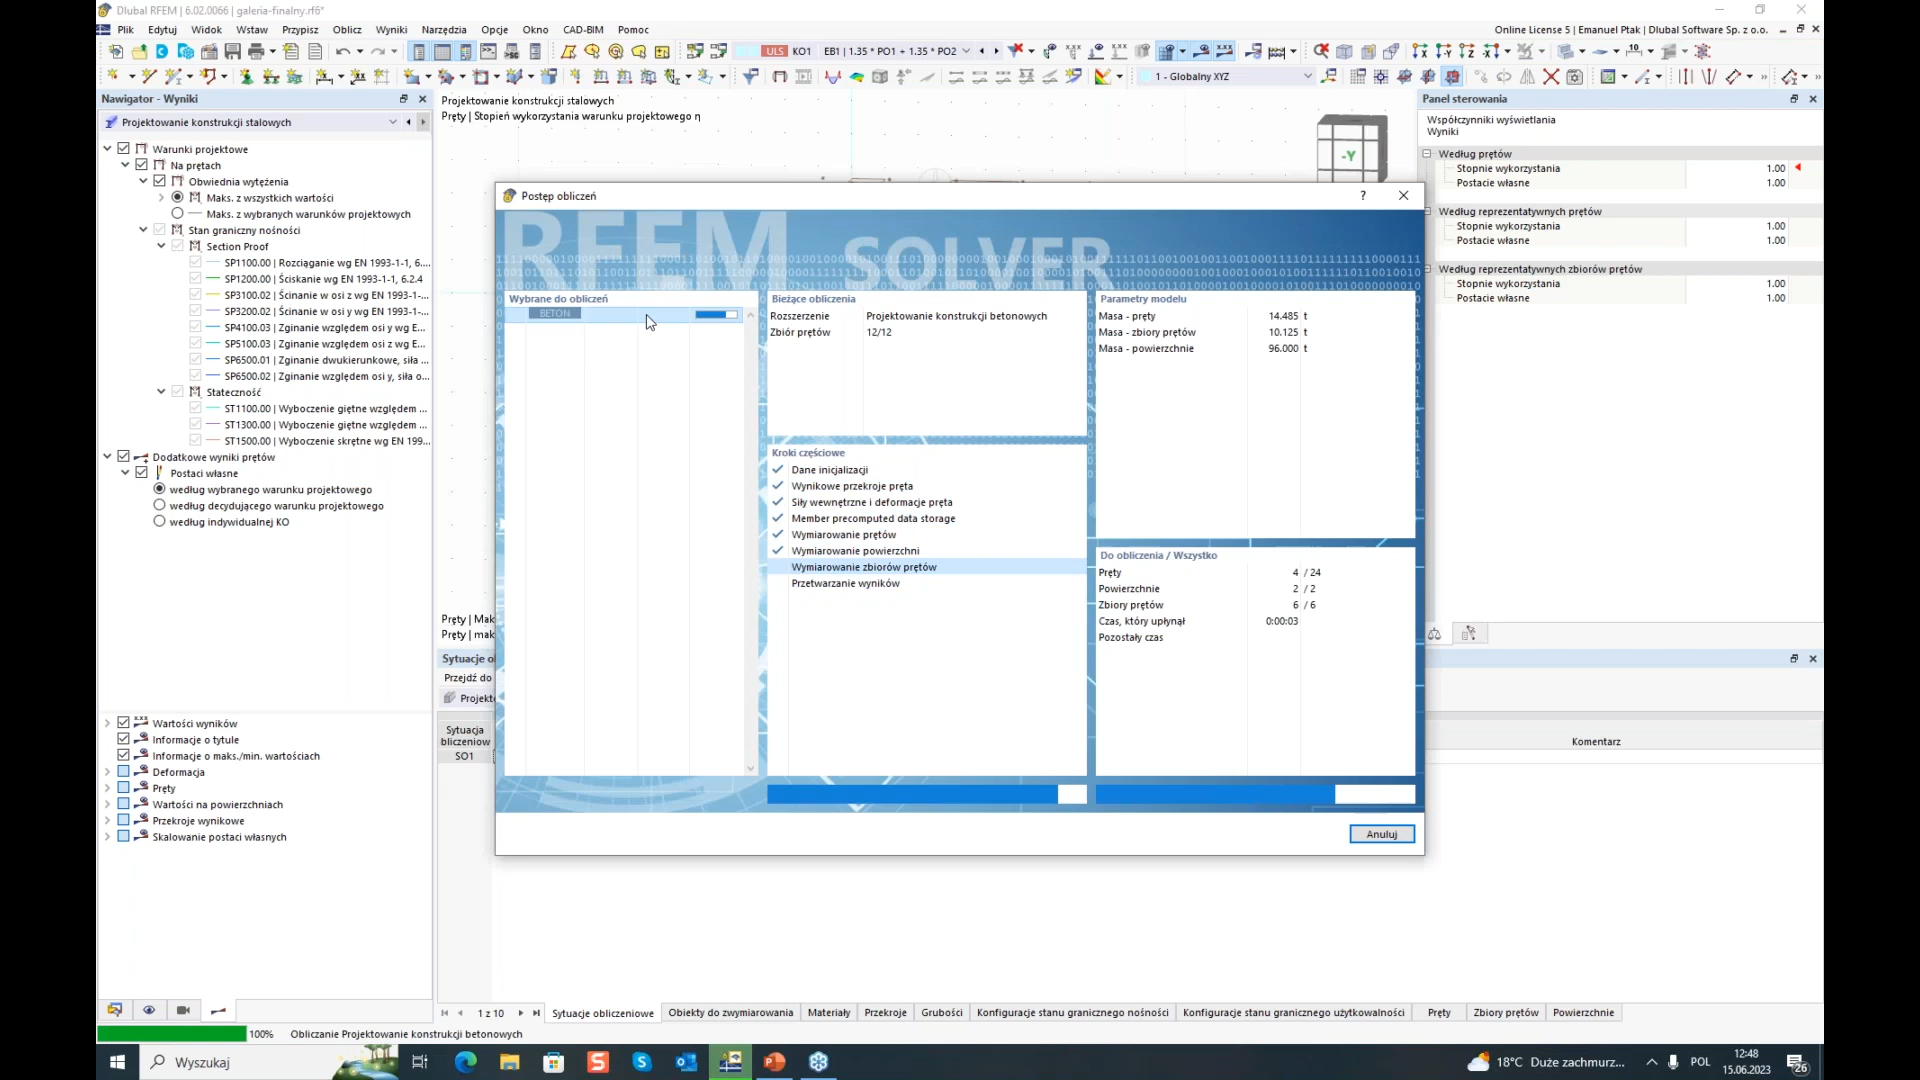 Dlubal RFEM | 6.02.0066 | galeria-finalny.rf6*
Plik Edytuj Widok Wstaw Przypisz Oblicz Wyniki Narzędzia Opcje Okno CAD-BIM Pomoc
Online License 5 | Emanuel Ptak | Dlubal Software Sp. z o.o.
ULS KO1 EB1 | 1.35 * PO1 + 1.35 * PO2
1 - Globalny XYZ
Nawigator - Wyniki
Projektowanie konstrukcji stalowych
Warunki projektowe
Na prętach
Obwiednia wytężenia
Maks. z wszystkich wartości
Maks. z wybranych warunków projektowych
Stan graniczny nośności
Section Proof
SP1100.00 | Rozciąganie wg EN 1993-1-1, 6....
SP1200.00 | Ściskanie wg EN 1993-1-1, 6.2.4
SP3100.02 | Ścinanie w osi z wg EN 1993-1-...
SP3200.02 | Ścinanie w osi y wg EN 1993-1-...
SP4100.03 | Zginanie względem osi y wg E...
SP5100.03 | Zginanie względem osi z wg E...
SP6500.01 | Zginanie dwukierunkowe, siła ...
SP6500.02 | Zginanie względem osi y, siła o...
Stateczność
ST1100.00 | Wyboczenie giętne względem ...
ST1300.00 | Wyboczenie giętne względem ...
ST1500.00 | Wyboczenie skrętne wg EN 199...
Dodatkowe wyniki prętów
Postaci własne
według wybranego warunku projektowego
według decydującego warunku projektowego
według indywidualnej KO
Wartości wyników
Informacje o tytule
Informacje o maks./min. wartościach
Deformacja
Pręty
Wartości na powierzchniach
Przekroje wynikowe
Skalowanie postaci własnych
Projektowanie konstrukcji stalowych
Pręty | Stopień wykorzystania warunku projektowego η
-Y
Postęp obliczeń
RFEM SOLVER
Wybrane do obliczeń
BETON
Bieżące obliczenia
Rozszerzenie Projektowanie konstrukcji betonowych
Zbiór prętów 12/12
Kroki częściowe
Dane inicjalizacji
Wynikowe przekroje pręta
Siły wewnętrzne i deformacje pręta
Member precomputed data storage
Wymiarowanie prętów
Wymiarowanie powierzchni
Wymiarowanie zbiorów prętów
Przetwarzanie wyników
Parametry modelu
Masa - pręty 14.485 t
Masa - zbiory prętów 10.125 t
Masa - powierzchnie 96.000 t
Do obliczenia / Wszystko
Pręty 4 / 24
Powierzchnie 2 / 2
Zbiory prętów 6 / 6
Czas, który upłynął 0:00:03
Pozostały czas
Anuluj
Pręty | Mak
Pręty | mak
Sytuacje o
Przejdź do
Projekto
Sytuacja
bliczeniow
SO1
Komentarz
Panel sterowania
Współczynniki wyświetlania
Wyniki
Według prętów
Stopnie wykorzystania 1.00
Postacie własne 1.00
Według reprezentatywnych prętów
Stopnie wykorzystania 1.00
Postacie własne 1.00
Według reprezentatywnych zbiorów prętów
Stopnie wykorzystania 1.00
Postacie własne 1.00
1 z 10 Sytuacje obliczeniowe Obiekty do zwymiarowania Materiały Przekroje Grubości Konfiguracje stanu granicznego nośności Konfiguracje stanu granicznego użytkowalności Pręty Zbiory prętów Powierzchnie
100% Obliczanie Projektowanie konstrukcji betonowych
Wyszukaj
18°C Duże zachmurz... POL 12:48
15.06.2023
26